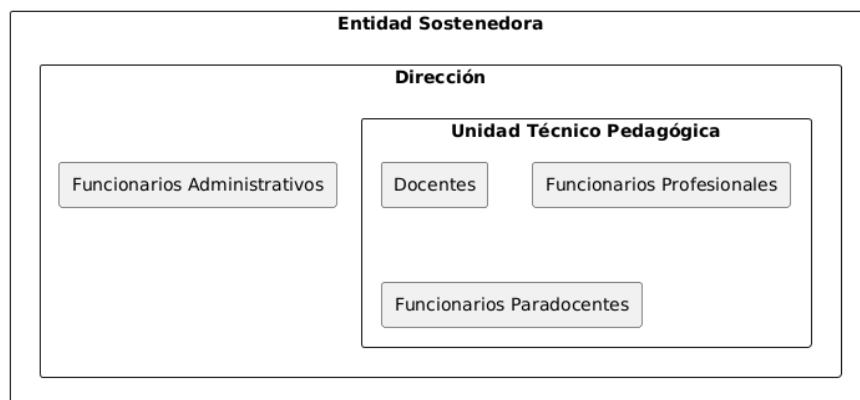 Entidad Sostenedora
Dirección
Unidad Técnico Pedagógica
Funcionarios Administrativos
Docentes
Funcionarios Profesionales
Funcionarios Paradocentes